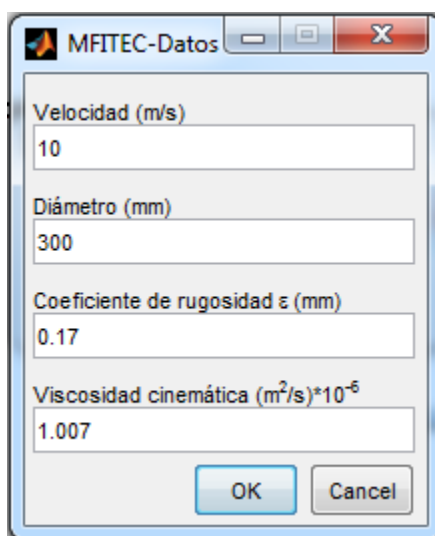 MFITEC-Datos
Velocidad (m/s)
10
Diámetro (mm)
300
Coeficiente de rugosidad ε (mm)
0.17
Viscosidad cinemática (m²/s)*10⁻⁶
1.007
OK Cancel